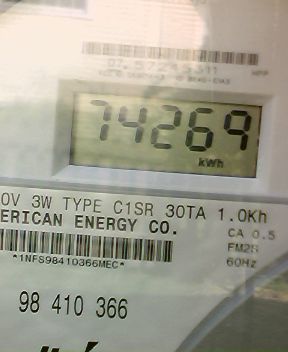 74269
kWh
0V 3W TYPE C1SR 30TA 1.0Kh
ERICAN ENERGY CO.
CA 0.5
FM2S
60Hz
*1NFS98410366MEC*
98 410 366